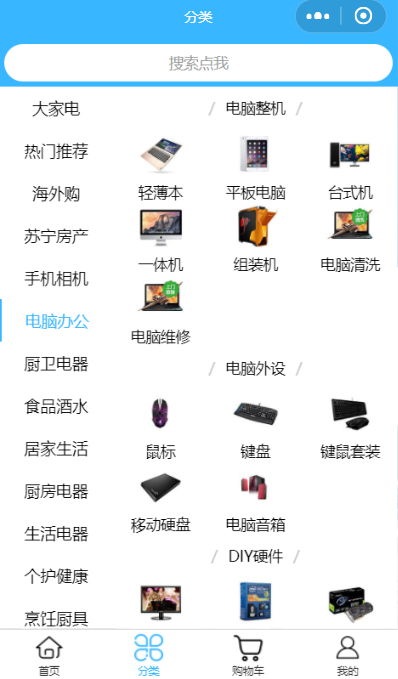 分类
搜索点我
大家电
热门推荐
海外购
苏宁房产
手机相机
电脑办公
厨卫电器
食品酒水
居家生活
厨房电器
生活电器
个护健康
烹饪厨具
/ 电脑整机 /
轻薄本 平板电脑 台式机
一体机 组装机 电脑清洗
电脑维修
/ 电脑外设 /
鼠标 键盘 键鼠套装
移动硬盘 电脑音箱
/ DIY硬件 /
首页 分类 购物车 我的